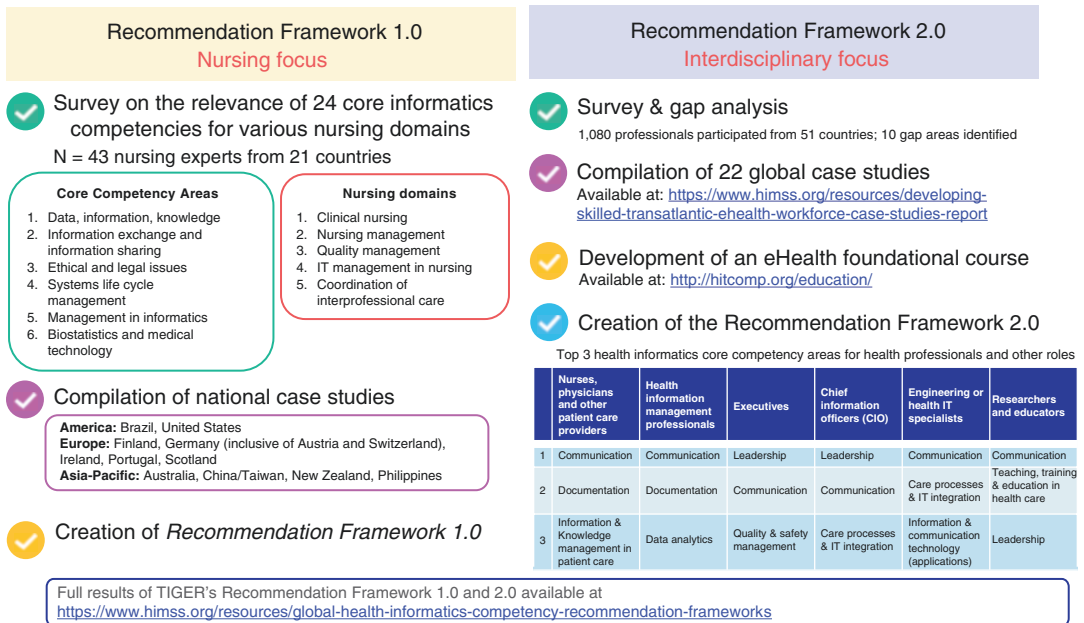 Recommendation Framework 1.0
Nursing focus
Survey on the relevance of 24 core informatics
competencies for various nursing domains
N = 43 nursing experts from 21 countries
Core Competency Areas
1. Data, information, knowledge
2. Information exchange and
information sharing
3. Ethical and legal issues
4. Systems life cycle
management
5. Management in informatics
6. Biostatistics and medical
technology
Nursing domains
1. Clinical nursing
2. Nursing management
3. Quality management
4. IT management in nursing
5. Coordination of
interprofessional care
Compilation of national case studies
America: Brazil, United States
Europe: Finland, Germany (inclusive of Austria and Switzerland),
Ireland, Portugal, Scotland
Asia-Pacific: Australia, China/Taiwan, New Zealand, Philippines
Creation of Recommendation Framework 1.0
Recommendation Framework 2.0
Interdisciplinary focus
Survey & gap analysis
1,080 professionals participated from 51 countries; 10 gap areas identified
Compilation of 22 global case studies
Available at: https://www.himss.org/resources/developing-
skilled-transatlantic-ehealth-workforce-case-studies-report
Development of an eHealth foundational course
Available at: http://hitcomp.org/education/
Creation of the Recommendation Framework 2.0
Top 3 health informatics core competency areas for health professionals and other roles
Nurses,
physicians
and other
patient care
providers
Health
information
management
professionals
Executives
Chief
information
officers (CIO)
Engineering or
health IT
specialists
Researchers
and educators
1
Communication
Communication
Leadership
Leadership
Communication
Communication
2
Documentation
Documentation
Communication
Communication
Care processes
& IT integration
Teaching, training
& education in
health care
3
Information &
Knowledge
management in
patient care
Data analytics
Quality & safety
management
Care processes
& IT integration
Information &
communication
technology
(applications)
Leadership
Full results of TIGER's Recommendation Framework 1.0 and 2.0 available at
https://www.himss.org/resources/global-health-informatics-competency-recommendation-frameworks